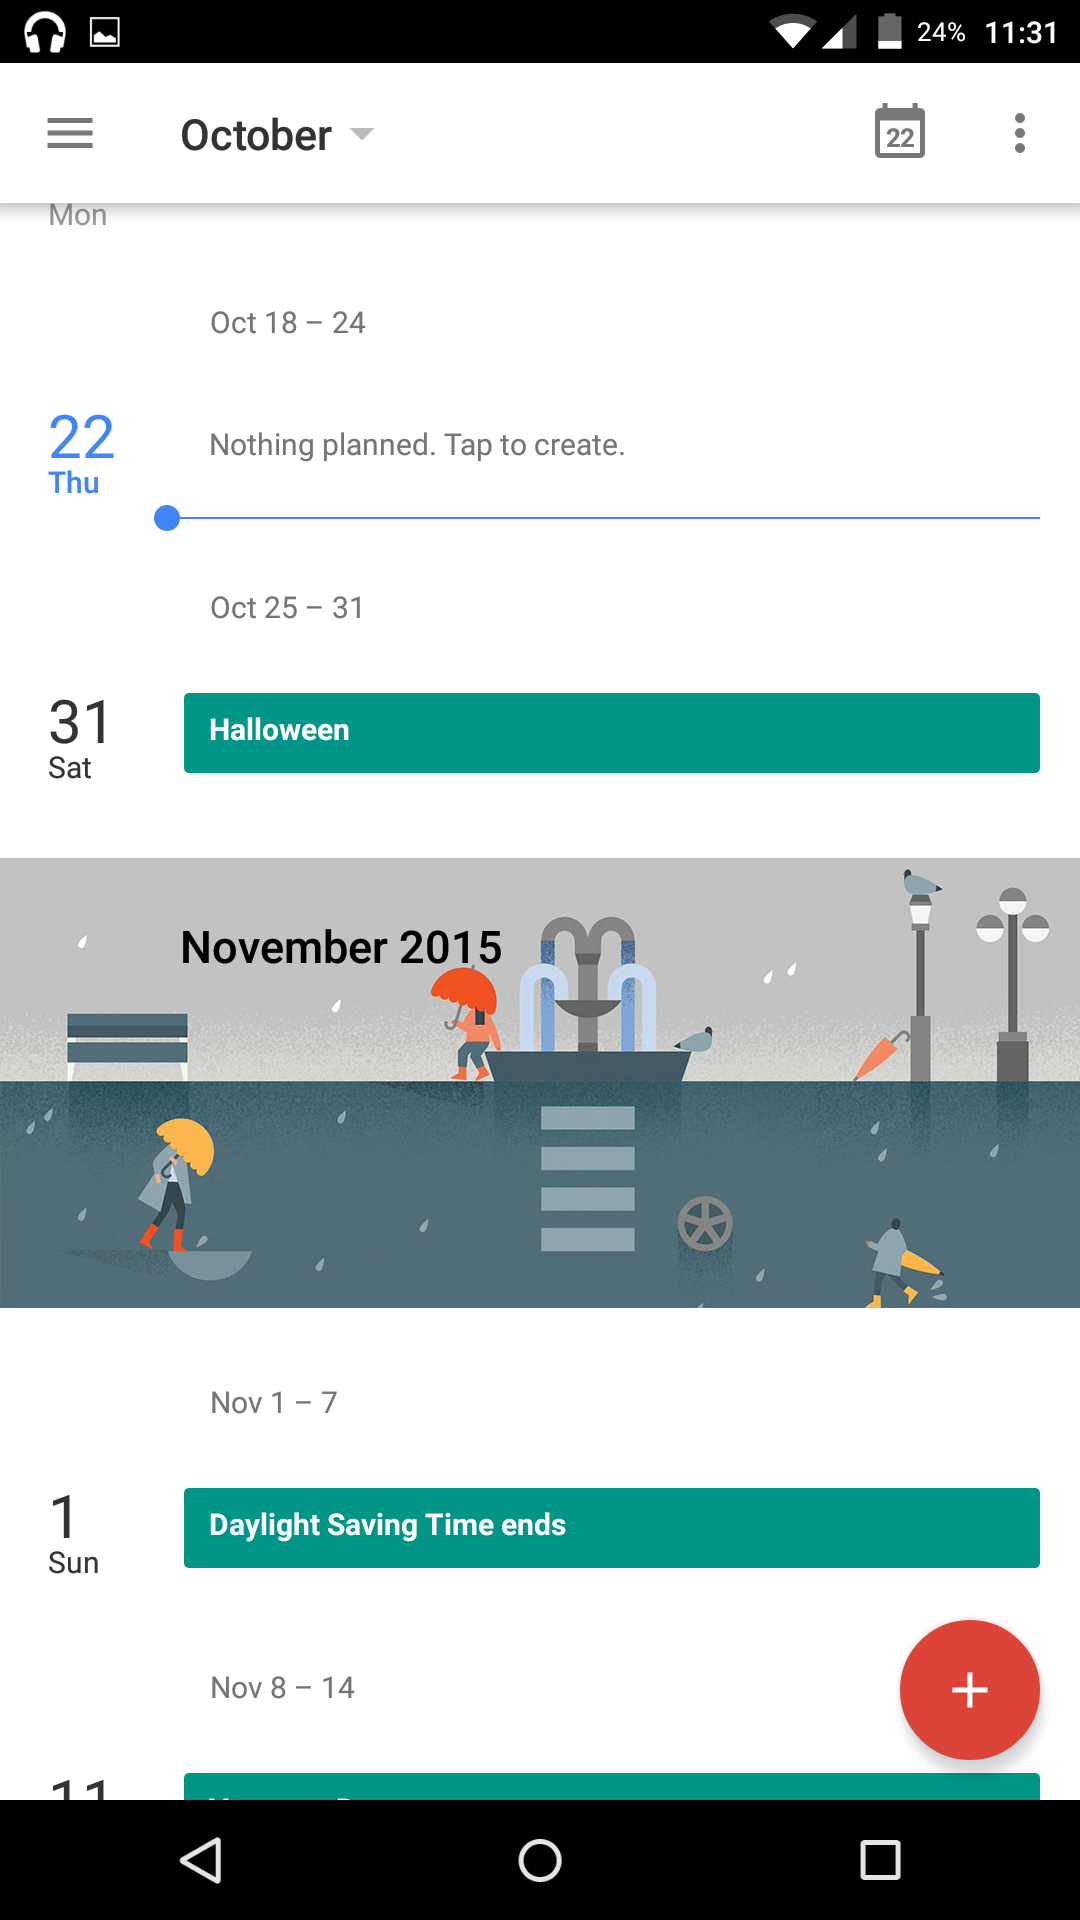 24% 11:31
October
22
Mon
Oct 18 – 24
22
Nothing planned. Tap to create.
Thu
Oct 25 – 31
31
Halloween
Sat
November 2015
Nov 1 – 7
1
Daylight Saving Time ends
Sun
Nov 8 – 14
11